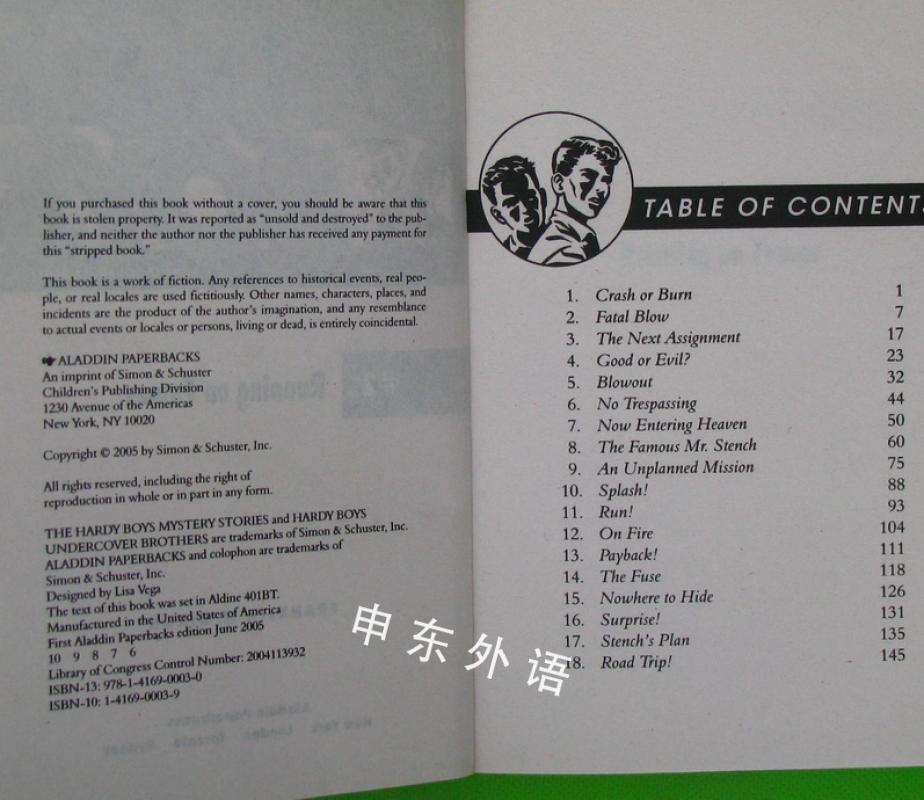 If you purchased this book without a cover, you should be aware that this
book is stolen property. It was reported as “unsold and destroyed” to the pub-
lisher, and neither the author nor the publisher has received any payment for
this “stripped book.”
This book is a work of fiction. Any references to historical events, real peo-
ple, or real locales are used fictitiously. Other names, characters, places, and
incidents are the product of the author’s imagination, and any resemblance
to actual events or locales or persons, living or dead, is entirely coincidental.
ALADDIN PAPERBACKS
An imprint of Simon & Schuster
Children’s Publishing Division
1230 Avenue of the Americas
New York, NY 10020
Copyright © 2005 by Simon & Schuster, Inc.
All rights reserved, including the right of
reproduction in whole or in part in any form.
THE HARDY BOYS MYSTERY STORIES and HARDY BOYS
UNDERCOVER BROTHERS are trademarks of Simon & Schuster, Inc.
ALADDIN PAPERBACKS and colophon are trademarks of
Simon & Schuster, Inc.
Designed by Lisa Vega
The text of this book was set in Aldine 401BT.
Manufactured in the United States of America
First Aladdin Paperbacks edition June 2005
10 9 8 7 6
Library of Congress Control Number: 2004113932
ISBN-13: 978-1-4169-0003-0
ISBN-10: 1-4169-0003-9
TABLE OF CONTENTS
1. Crash or Burn 1
2. Fatal Blow 7
3. The Next Assignment 17
4. Good or Evil? 23
5. Blowout 32
6. No Trespassing 44
7. Now Entering Heaven 50
8. The Famous Mr. Stench 60
9. An Unplanned Mission 75
10. Splash! 88
11. Run! 93
12. On Fire 104
13. Payback! 111
14. The Fuse 118
15. Nowhere to Hide 126
16. Surprise! 131
17. Stench’s Plan 135
18. Road Trip! 145
申东外语